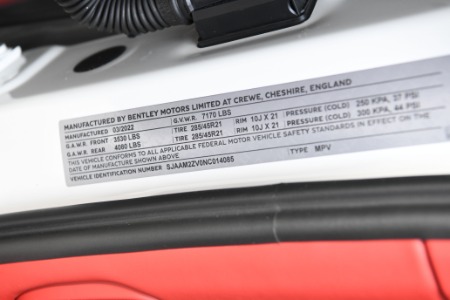 MANUFACTURED BY BENTLEY MOTORS LIMITED AT CREWE, CHESHIRE, ENGLAND
MANUFACTURED 03/2022 G.V.W.R. 7170 LBS
G.A.W.R. FRONT 3530 LBS TIRE 285/45R21 RIM 10J X 21 PRESSURE (COLD) 250 KPA, 37 PSI
G.A.W.R. REAR 4080 LBS TIRE 285/45R21 RIM 10J X 21 PRESSURE (COLD) 300 KPA, 44 PSI
THIS VEHICLE CONFORMS TO ALL APPLICABLE FEDERAL MOTOR VEHICLE SAFETY STANDARDS IN EFFECT ON THE
DATE OF MANUFACTURE SHOWN ABOVE
VEHICLE IDENTIFICATION NUMBER SJAAM2ZV0NC014085 TYPE MPV